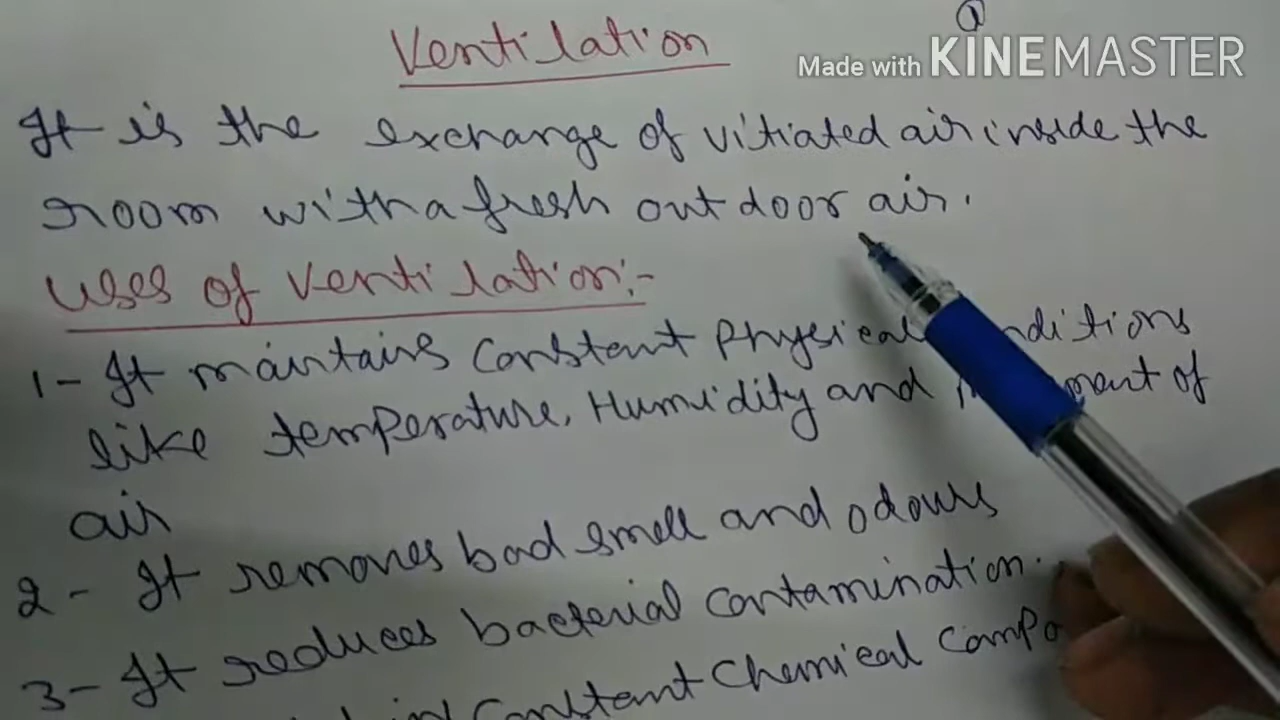 Ventilation
Made with KINEMASTER
It is the exchange of vitiated air inside the
room with a fresh out door air.
Uses of Ventilation:-
1- It maintains Constant Physical
like temperature, Humidity and of
air
2- It removes bad smell and odours
3- It reduces bacterial contamination.
Constant Chemical